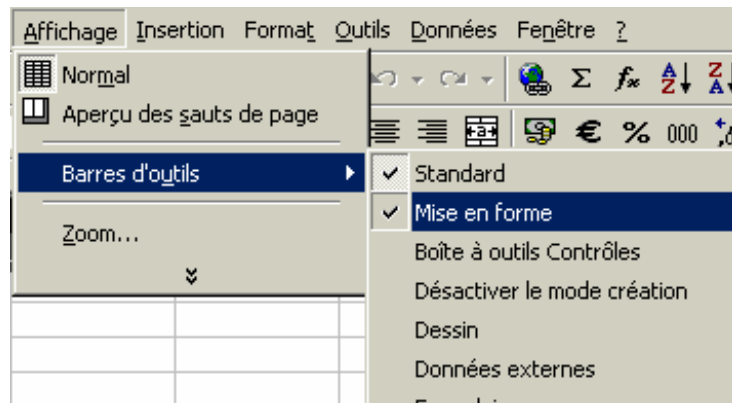 Affichage Insertion Format Outils Données Fenêtre ?
Normal
Aperçu des sauts de page
Barres d'outils
Zoom...
Standard
Mise en forme
Boîte à outils Contrôles
Désactiver le mode création
Dessin
Données externes